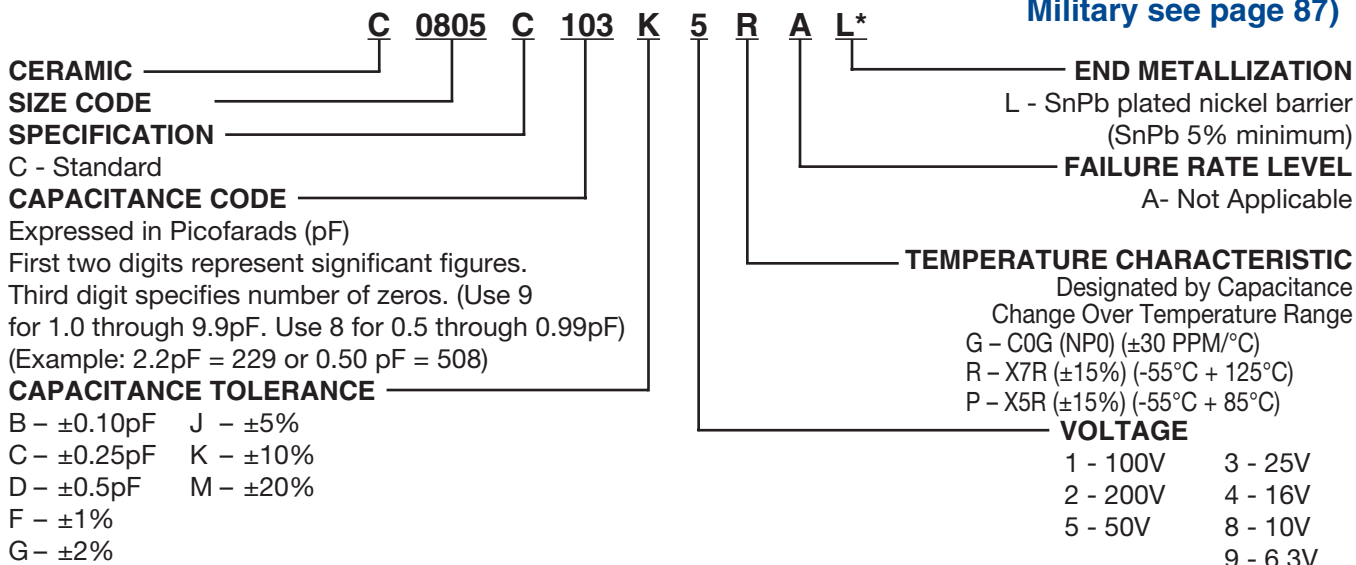 Military see page 87)
C 0805 C 103 K 5 R A L*
CERAMIC
SIZE CODE
SPECIFICATION
C - Standard
CAPACITANCE CODE
Expressed in Picofarads (pF)
First two digits represent significant figures.
Third digit specifies number of zeros. (Use 9
for 1.0 through 9.9pF. Use 8 for 0.5 through 0.99pF)
(Example: 2.2pF = 229 or 0.50 pF = 508)
CAPACITANCE TOLERANCE
B – ±0.10pF J – ±5%
C – ±0.25pF K – ±10%
D – ±0.5pF M – ±20%
F – ±1%
G – ±2%
END METALLIZATION
L - SnPb plated nickel barrier
(SnPb 5% minimum)
FAILURE RATE LEVEL
A- Not Applicable
TEMPERATURE CHARACTERISTIC
Designated by Capacitance
Change Over Temperature Range
G – C0G (NP0) (±30 PPM/°C)
R – X7R (±15%) (-55°C + 125°C)
P – X5R (±15%) (-55°C + 85°C)
VOLTAGE
1 - 100V 3 - 25V
2 - 200V 4 - 16V
5 - 50V 8 - 10V
9 - 6.3V